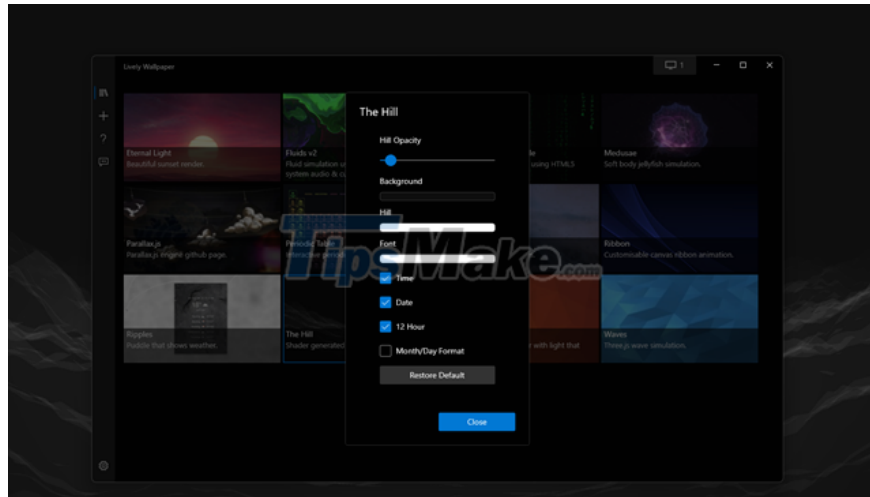 Lively Wallpaper
1
The Hill
Hill Opacity
Background
Hill
Font
Time
Date
12 Hour
Month/Day Format
Restore Default
Close
Eternal Light
Beautiful sunset render.
Fluids v2
Fluid simulation
system audio &
using HTML5
Medusae
Soft body jellyfish simulation.
Parallax.js
Parallax.js engine github page.
Periodic Table
Interactive
Ribbon
Customisable canvas ribbon animation.
Ripples
Puddle that shows weather.
The Hill
Shader generated
with light that
Waves
Three.js wave simulation.
TipsMake.com